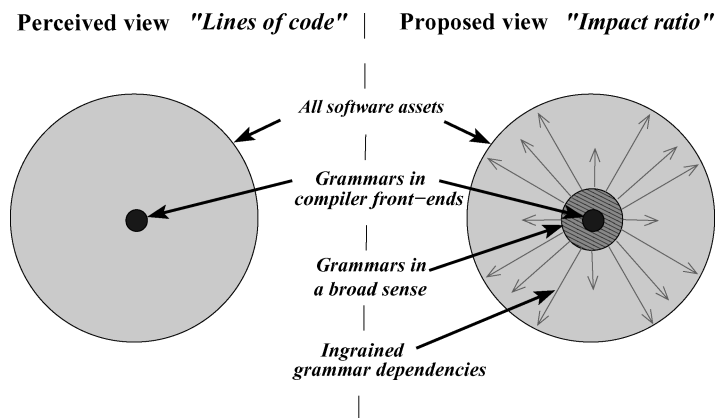 Perceived view "Lines of code"
Proposed view "Impact ratio"
All software assets
Grammars in
compiler front-ends
Grammars in
a broad sense
Ingrained
grammar dependencies